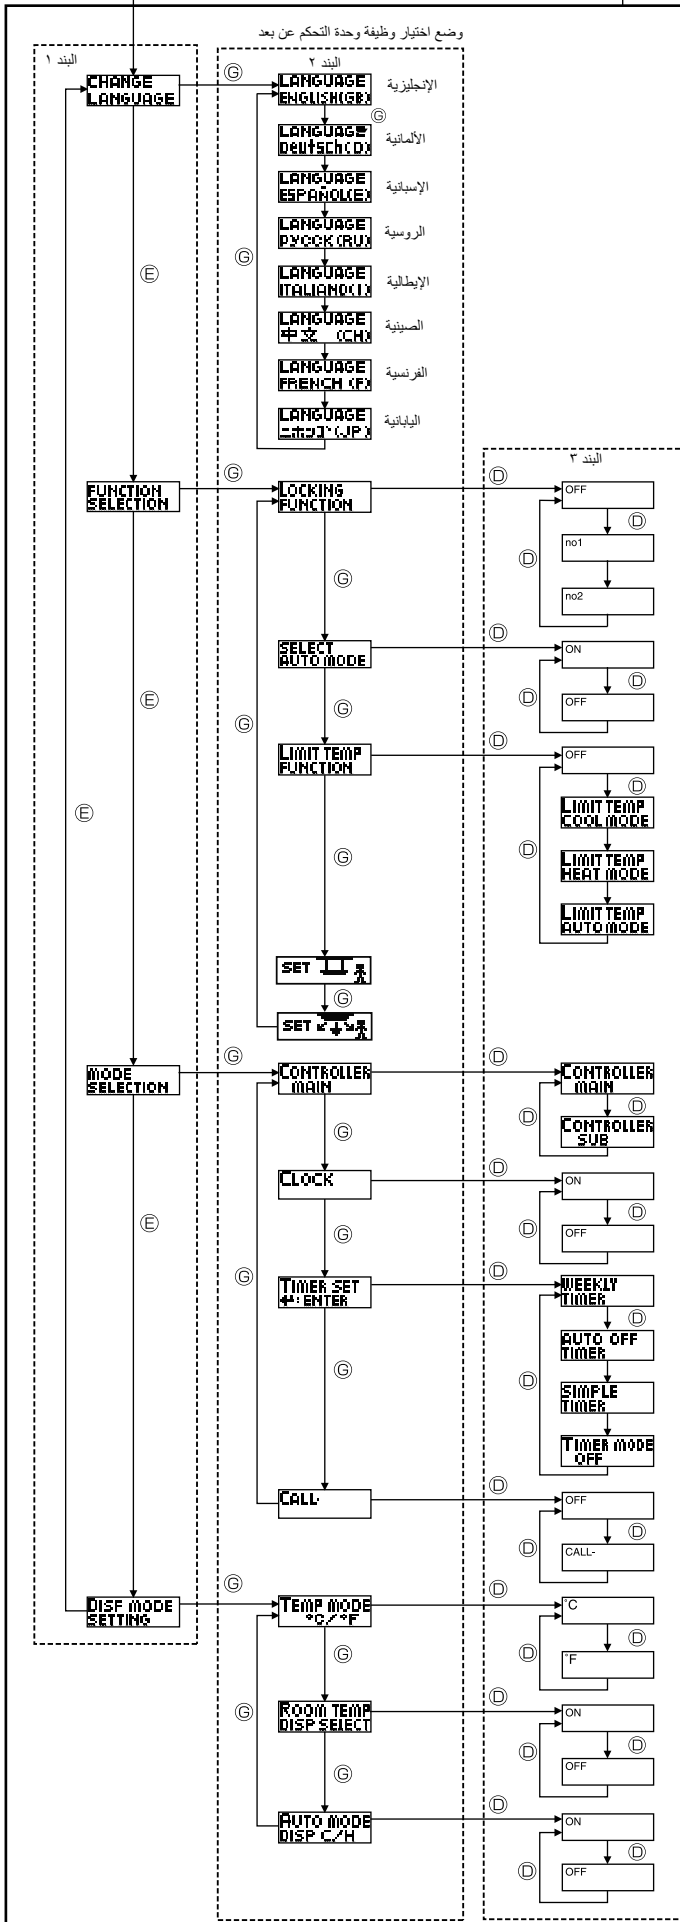 وضع اختيار وظيفة وحدة التحكم عن بعد
البند ١
CHANGE
LANGUAGE
Ⓖ
Ⓔ
البند ٢
LANGUAGE
ENGLISH(GB)
الإنجليزية
Ⓖ
LANGUAGE
Deutsch(D)
الألمانية
LANGUAGE
ESPAÑOL(E)
الإسبانية
LANGUAGE
РУССК(RU)
الروسية
Ⓖ
LANGUAGE
ITALIANO(I)
الإيطالية
LANGUAGE
中文 (CH)
الصينية
LANGUAGE
FRENCH (F)
الفرنسية
LANGUAGE
ニホンゴ(JP)
اليابانية
البند ٣
FUNCTION
SELECTION
Ⓖ
Ⓔ
Ⓔ
LOCKING
FUNCTION
Ⓓ
OFF
Ⓓ
no1
Ⓓ
no2
Ⓖ
SELECT
AUTO MODE
Ⓓ
ON
Ⓓ
Ⓓ
OFF
Ⓖ
Ⓖ
LIMIT TEMP
FUNCTION
Ⓓ
OFF
Ⓓ
LIMIT TEMP
COOL MODE
Ⓓ
LIMIT TEMP
HEAT MODE
LIMIT TEMP
AUTO MODE
Ⓖ
SET
Ⓖ
SET
MODE
SELECTION
Ⓖ
Ⓔ
CONTROLLER
MAIN
Ⓓ
CONTROLLER
MAIN
Ⓓ
Ⓓ
CONTROLLER
SUB
Ⓖ
CLOCK
Ⓓ
ON
Ⓓ
Ⓓ
OFF
Ⓖ
Ⓖ
TIMER SET
↵: ENTER
Ⓓ
WEEKLY
TIMER
Ⓓ
AUTO OFF
TIMER
Ⓓ
SIMPLE
TIMER
TIMER MODE
OFF
Ⓖ
CALL-
Ⓓ
OFF
Ⓓ
Ⓓ
CALL-
DISP MODE
SETTING
Ⓖ
TEMP MODE
°C/°F
Ⓓ
°C
Ⓓ
Ⓓ
°F
Ⓖ
Ⓖ
ROOM TEMP
DISP SELECT
Ⓓ
ON
Ⓓ
Ⓓ
OFF
Ⓖ
AUTO MODE
DISP C/H
Ⓓ
ON
Ⓓ
Ⓓ
OFF